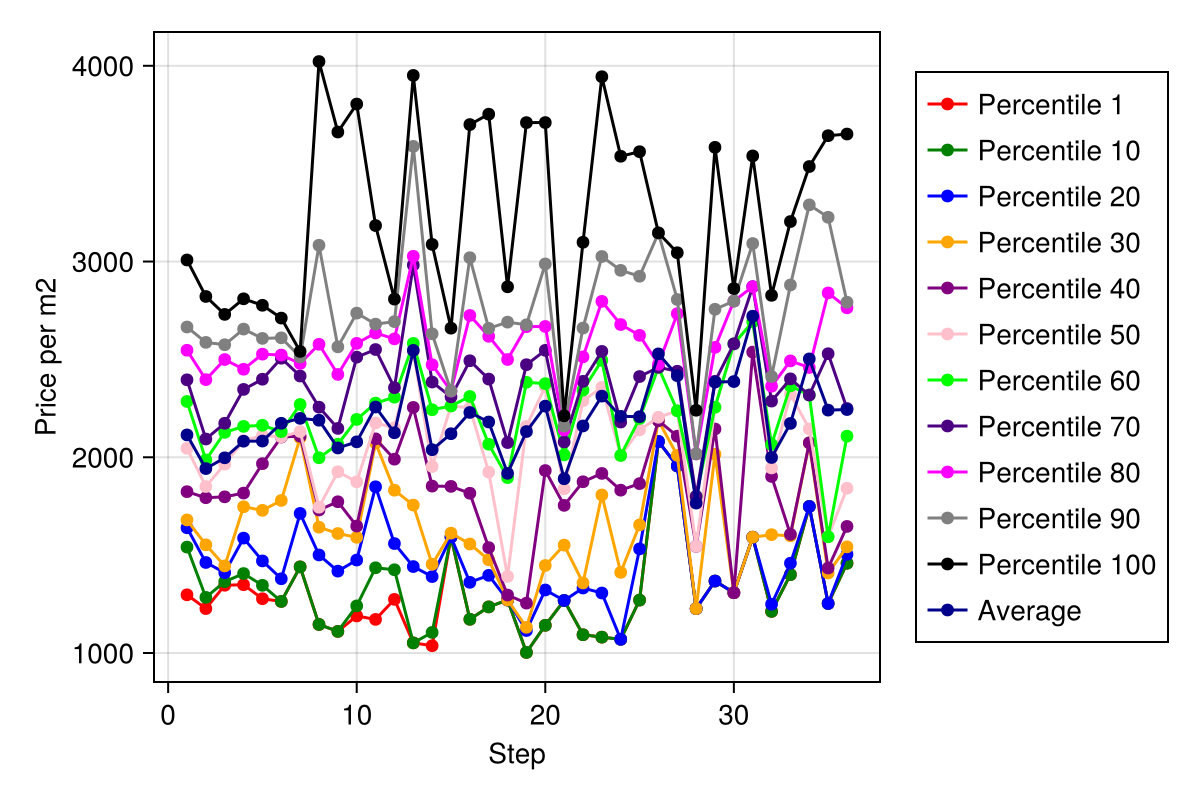 4000
3000
2000
1000
Price per m2
0 10 20 30
Step
Percentile 1
Percentile 10
Percentile 20
Percentile 30
Percentile 40
Percentile 50
Percentile 60
Percentile 70
Percentile 80
Percentile 90
Percentile 100
Average